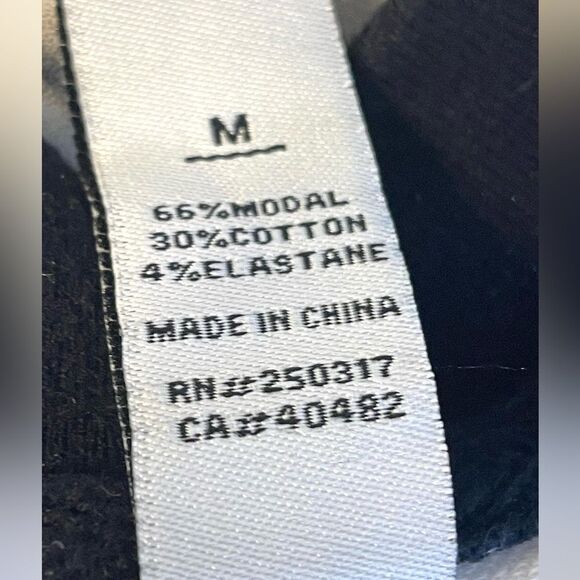 M
66%MODAL
30%COTTON
4%ELASTANE
MADE IN CHINA
RN#250317
CA#40482